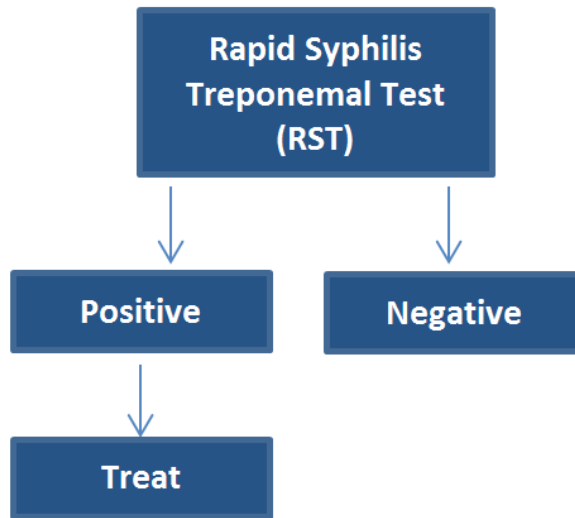 Rapid Syphilis
Treponemal Test
(RST)
Positive
Negative
Treat